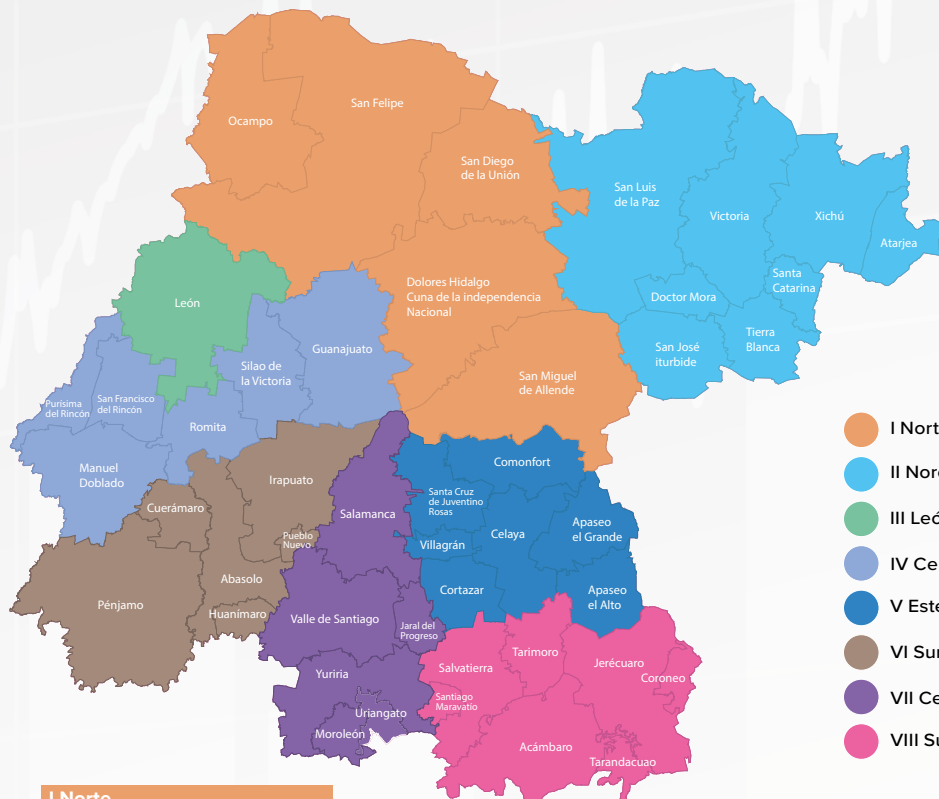 Ocampo
San Felipe
San Diego
de la Unión
San Luis
de la Paz
Victoria
Xichú
Atarjea
Santa
Catarina
Doctor Mora
Tierra
Blanca
San José
iturbide
León
Dolores Hidalgo
Cuna de la independencia
Nacional
Guanajuato
Silao de
la Victoria
San Miguel
de Allende
Purísima
del Rincón
San Francisco
del Rincón
Romita
Manuel
Doblado
Irapuato
Cuerámaro
Pueblo
Nuevo
Abasolo
Huanímaro
Pénjamo
Salamanca
Comonfort
Santa Cruz
de Juventino
Rosas
Villagrán
Celaya
Apaseo
el Grande
Cortazar
Apaseo
el Alto
Valle de Santiago
Jaral del
Progreso
Yuriria
Uriangato
Moroleón
Salvatierra
Tarimoro
Jerécuaro
Coroneo
Santiago
Maravatío
Acámbaro
Tarandacuao
I Nort
II Nor
III Leó
IV Ce
V Este
VI Sur
VII Ce
VIII Su
I Norte